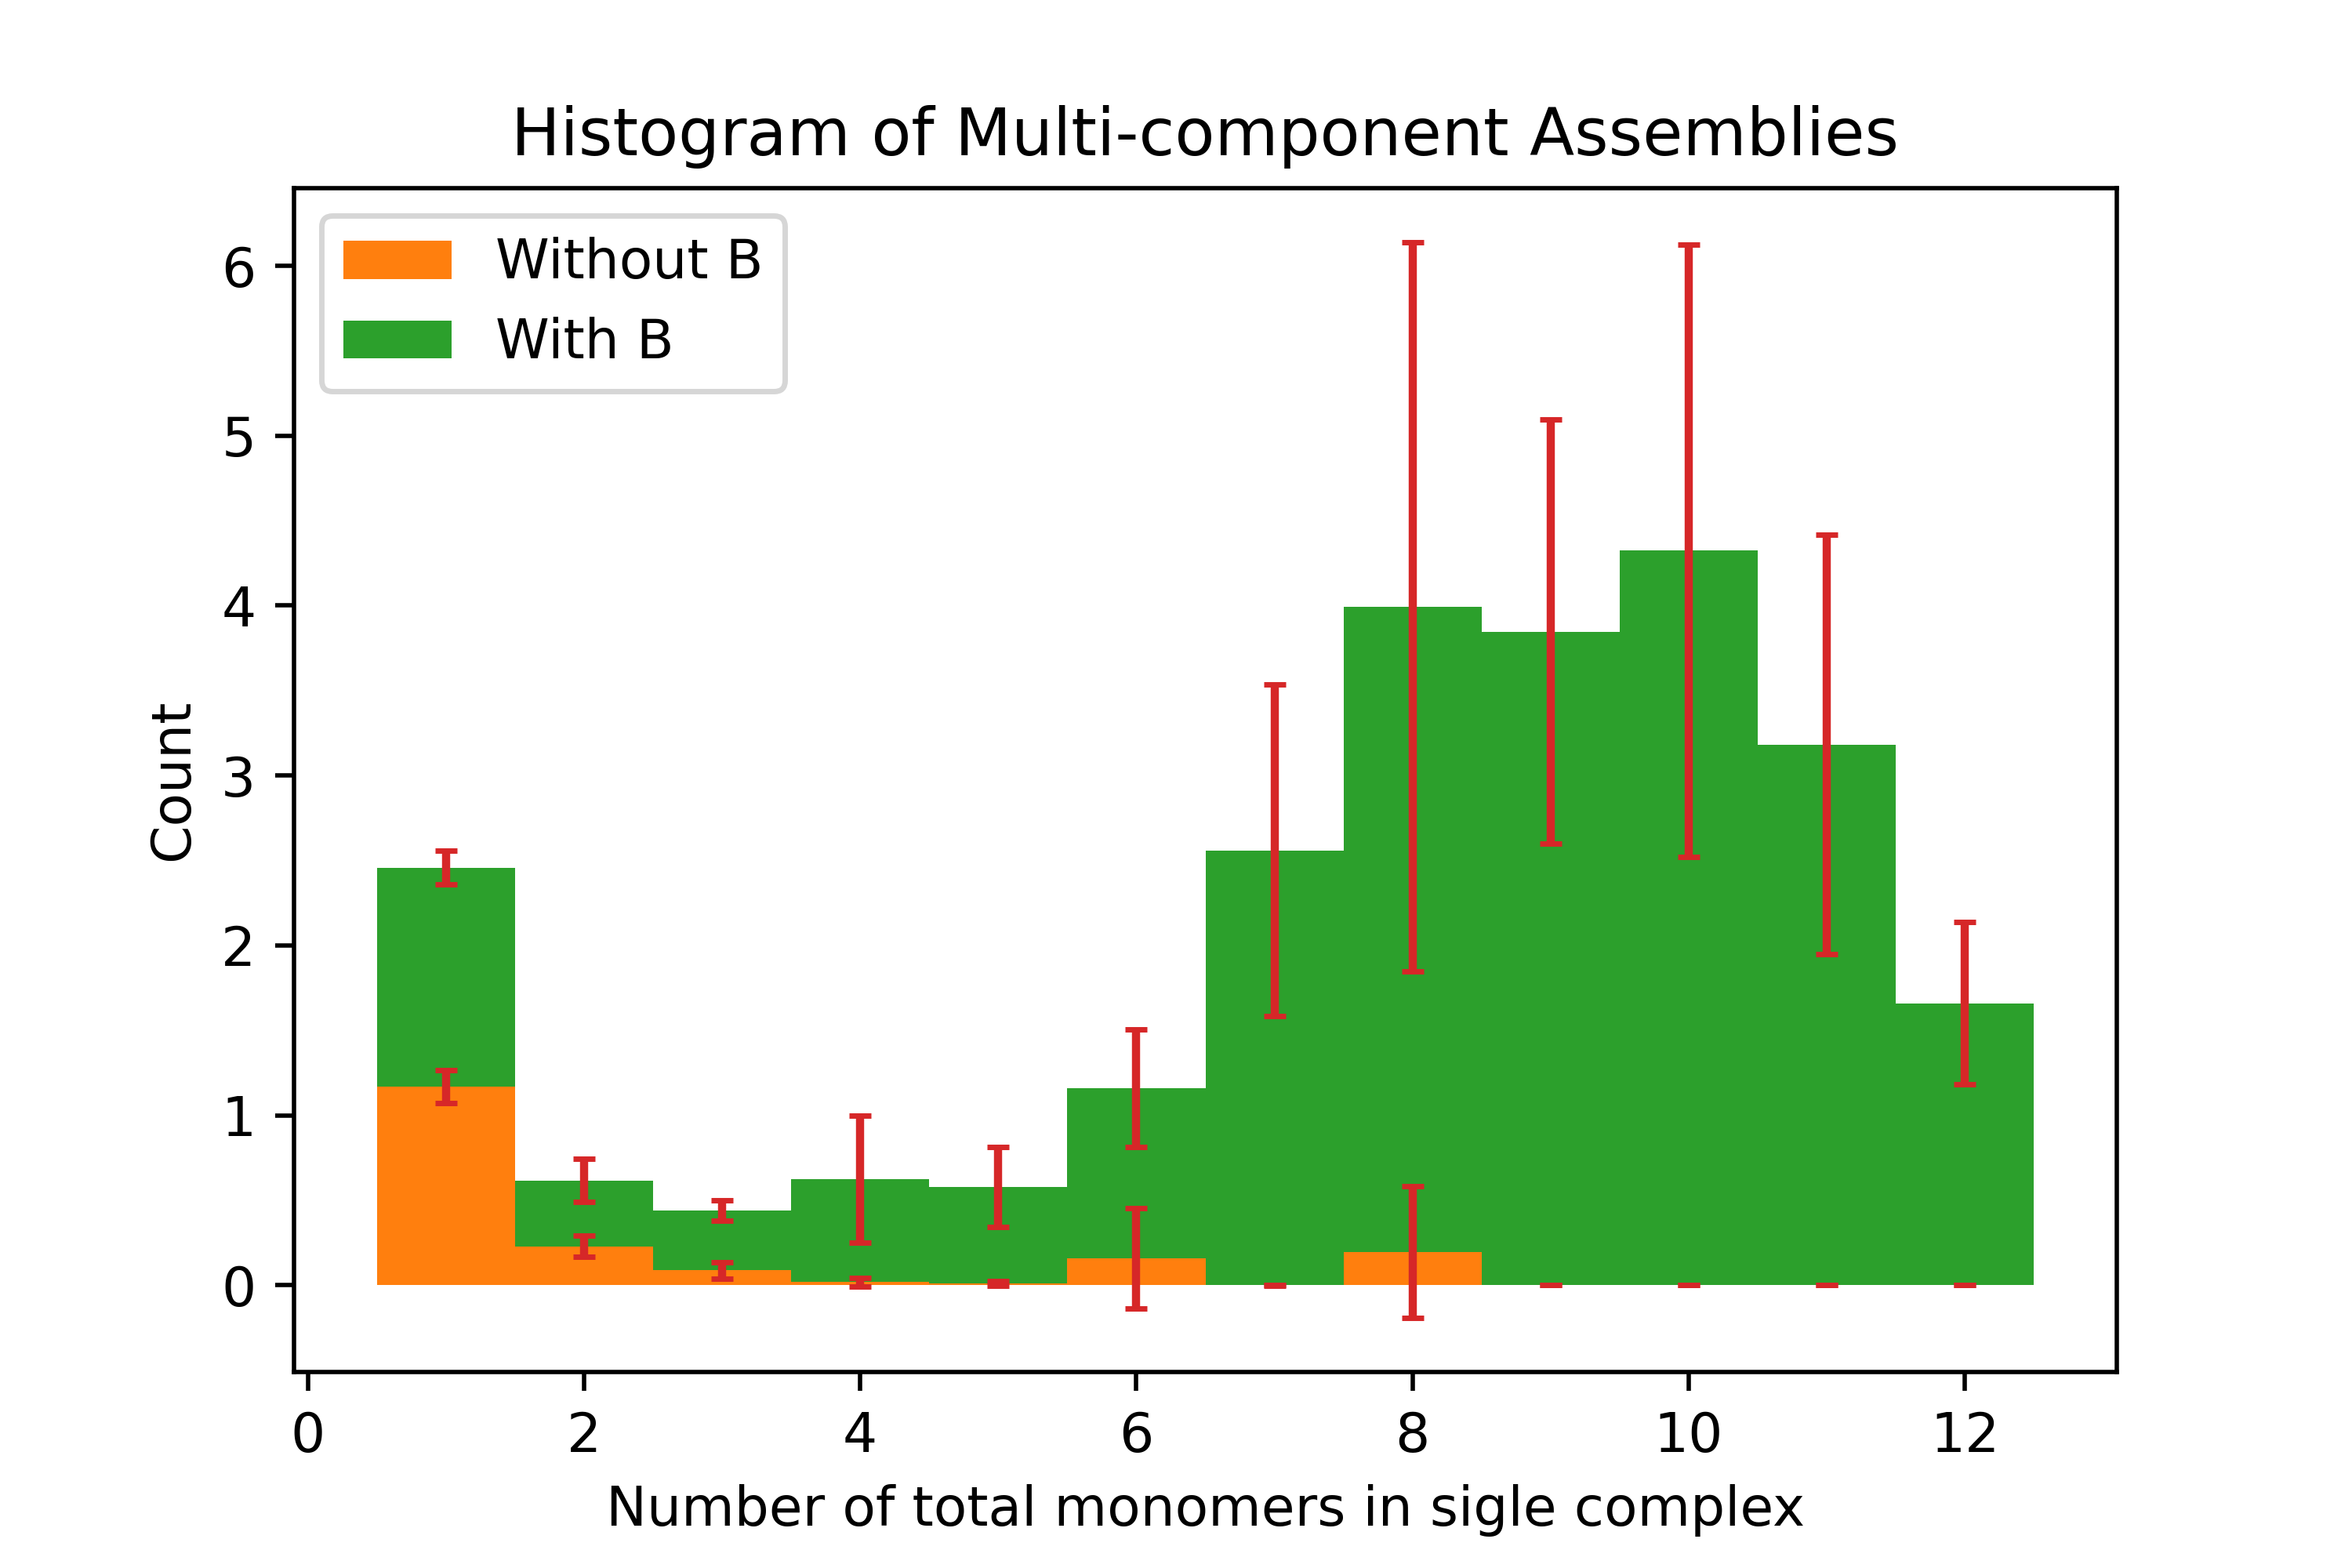 Histogram of Multi-component Assemblies
Without B
With B
6
5
4
3
2
1
0
Count
0 2 4 6 8 10 12
Number of total monomers in sigle complex